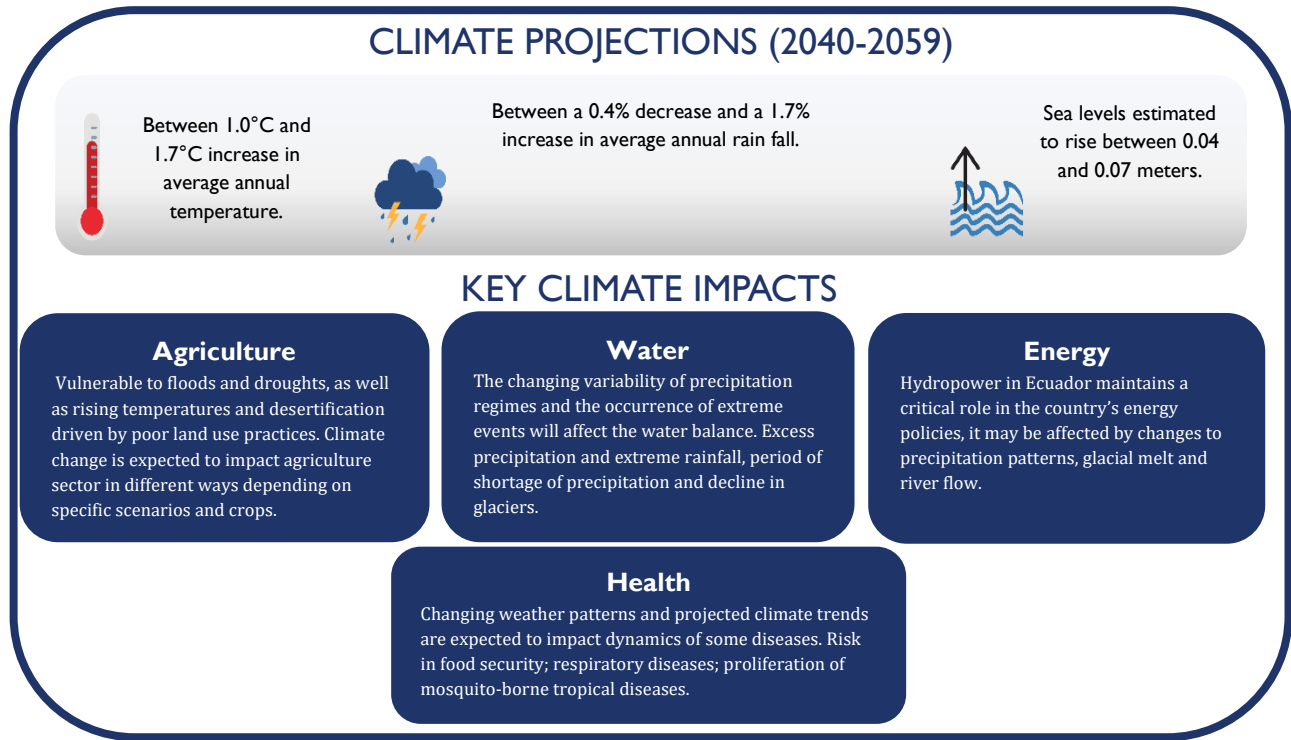 CLIMATE PROJECTIONS (2040-2059)
Between 1.0°C and
1.7°C increase in
average annual
temperature.
Between a 0.4% decrease and a 1.7%
increase in average annual rain fall.
Sea levels estimated
to rise between 0.04
and 0.07 meters.
KEY CLIMATE IMPACTS
Agriculture
Vulnerable to floods and droughts, as well
as rising temperatures and desertification
driven by poor land use practices. Climate
change is expected to impact agriculture
sector in different ways depending on
specific scenarios and crops.
Water
The changing variability of precipitation
regimes and the occurrence of extreme
events will affect the water balance. Excess
precipitation and extreme rainfall, period of
shortage of precipitation and decline in
glaciers.
Energy
Hydropower in Ecuador maintains a
critical role in the country's energy
policies, it may be affected by changes to
precipitation patterns, glacial melt and
river flow.
Health
Changing weather patterns and projected climate trends
are expected to impact dynamics of some diseases. Risk
in food security; respiratory diseases; proliferation of
mosquito-borne tropical diseases.